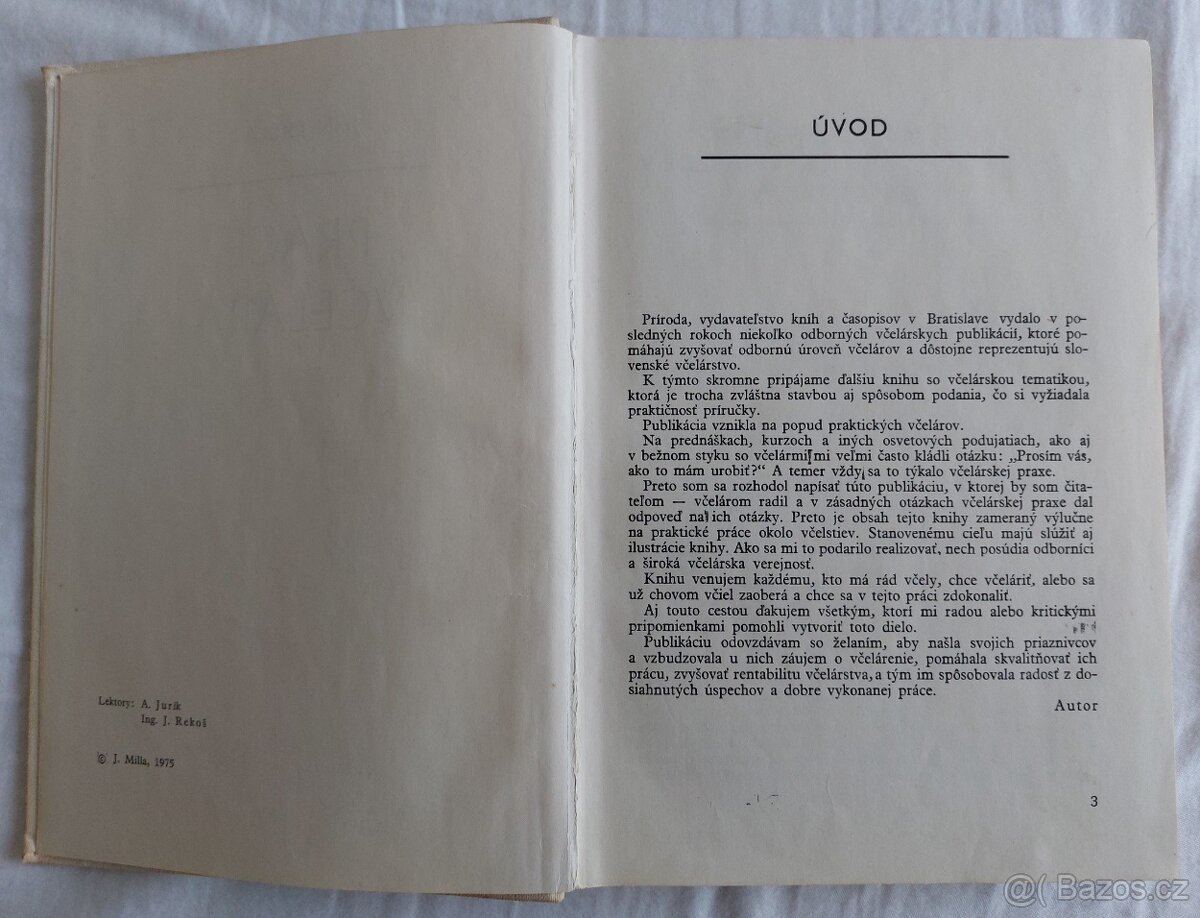 Lektory: A. Jurík
Ing. J. Rekoš
© J. Milla, 1975
ÚVOD
Príroda, vydavateľstvo kníh a časopisov v Bratislave vydalo v po-
sledných rokoch niekoľko odborných včelárskych publikácií, ktoré po-
máhajú zvyšovať odbornú úroveň včelárov a dôstojne reprezentujú slo-
venské včelárstvo.
K týmto skromne pripájame ďalšiu knihu so včelárskou tematikou,
ktorá je trocha zvláštna stavbou aj spôsobom podania, čo si vyžiadala
praktičnosť príručky.
Publikácia vznikla na popud praktických včelárov.
Na prednáškach, kurzoch a iných osvetových podujatiach, ako aj
v bežnom styku so včelármi mi veľmi často kládli otázku: „Prosím vás,
ako to mám urobiť?“ A temer vždy sa to týkalo včelárskej praxe.
Preto som sa rozhodol napísať túto publikáciu, v ktorej by som čita-
teľom — včelárom radil a v zásadných otázkach včelárskej praxe dal
odpoveď na ich otázky. Preto je obsah tejto knihy zameraný výlučne
na praktické práce okolo včelstiev. Stanovenému cieľu majú slúžiť aj
ilustrácie knihy. Ako sa mi to podarilo realizovať, nech posúdia odborníci
a široká včelárska verejnosť.
Knihu venujem každému, kto má rád včely, chce včeláriť, alebo sa
už chovom včiel zaoberá a chce sa v tejto práci zdokonaliť.
Aj touto cestou ďakujem všetkým, ktorí mi radou alebo kritickými
pripomienkami pomohli vytvoriť toto dielo.
Publikáciu odovzdávam so želaním, aby našla svojich priaznivcov
a vzbudzovala u nich záujem o včelárenie, pomáhala skvalitňovať ich
prácu, zvyšovať rentabilitu včelárstva, a tým im spôsobovala radosť z do-
siahnutých úspechov a dobre vykonanej práce.
Autor
3
@( Bazos.cz